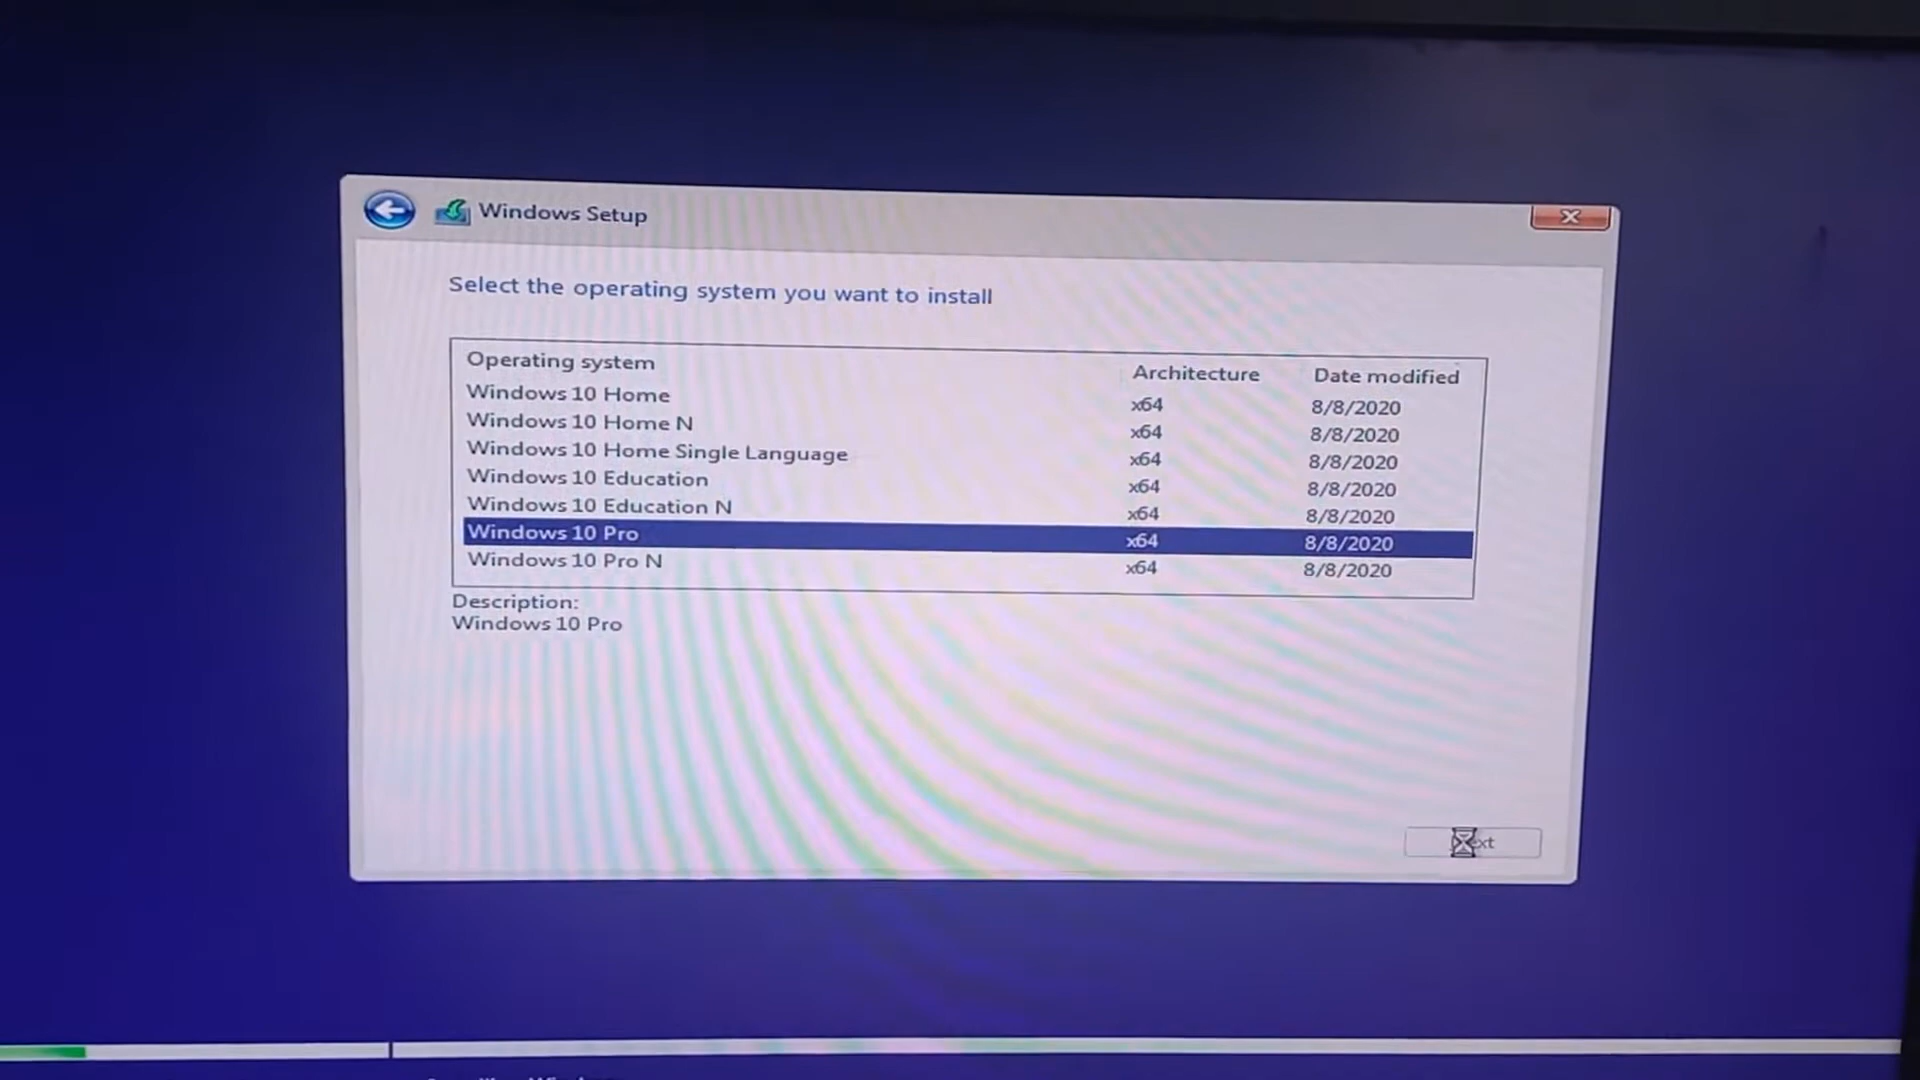 Windows Setup
Select the operating system you want to install
Operating system Architecture Date modified
Windows 10 Home x64 8/8/2020
Windows 10 Home N x64 8/8/2020
Windows 10 Home Single Language x64 8/8/2020
Windows 10 Education x64 8/8/2020
Windows 10 Education N x64 8/8/2020
Windows 10 Pro x64 8/8/2020
Windows 10 Pro N x64 8/8/2020
Description:
Windows 10 Pro